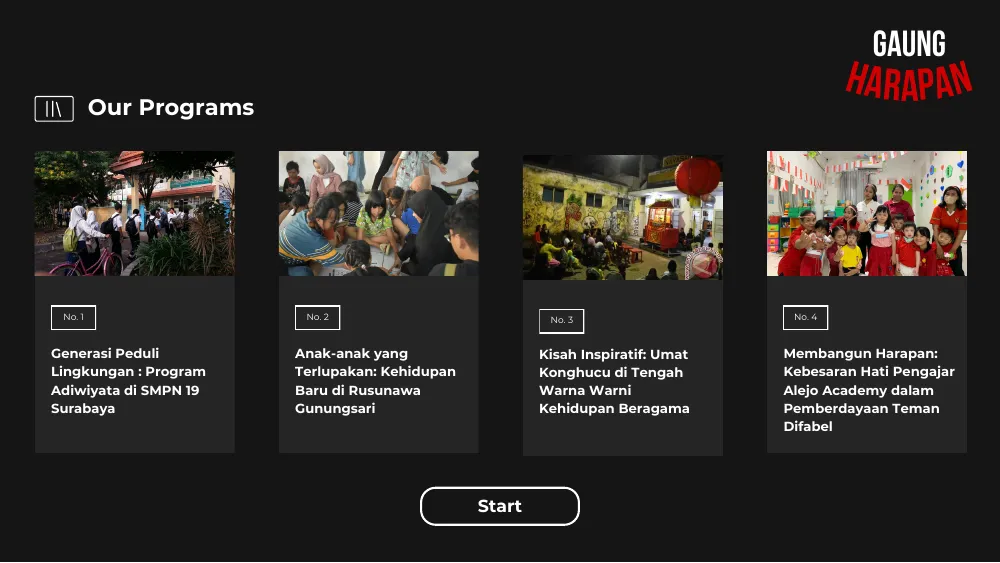 GAUNG
HARAPAN
Our Programs
No. 1
Generasi Peduli
Lingkungan : Program
Adiwiyata di SMPN 19
Surabaya
No. 2
Anak-anak yang
Terlupakan: Kehidupan
Baru di Rusunawa
Gunungsari
No. 3
Kisah Inspiratif: Umat
Konghucu di Tengah
Warna Warni
Kehidupan Beragama
No. 4
Membangun Harapan:
Kebesaran Hati Pengajar
Alejo Academy dalam
Pemberdayaan Teman
Difabel
Start